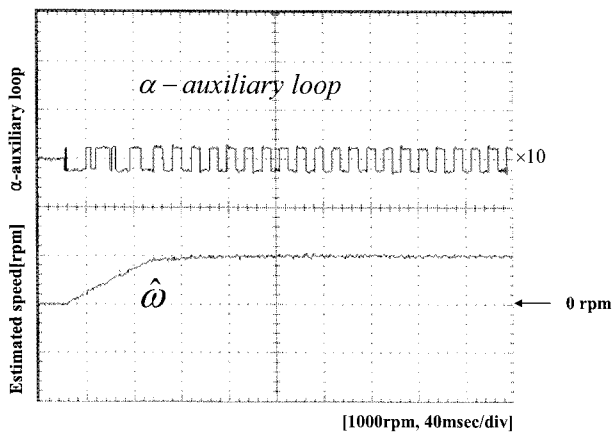 α-auxiliary loop
α – auxiliary loop
×10
Estimated speed[rpm]
ω̂
0 rpm
[1000rpm, 40msec/div]